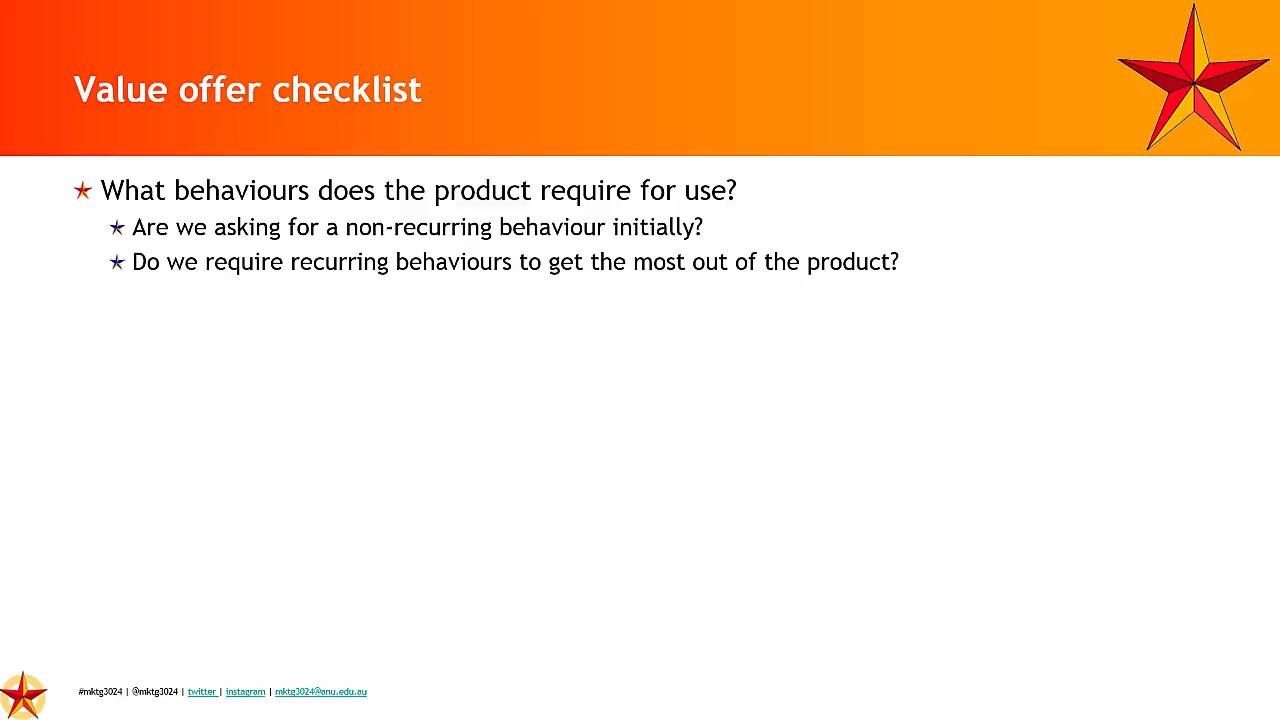 Value offer checklist
What behaviours does the product require for use?
Are we asking for a non-recurring behaviour initially?
Do we require recurring behaviours to get the most out of the product?
#mktg3024 | @mktg3024 | twitter | instagram | mktg3024@anu.edu.au